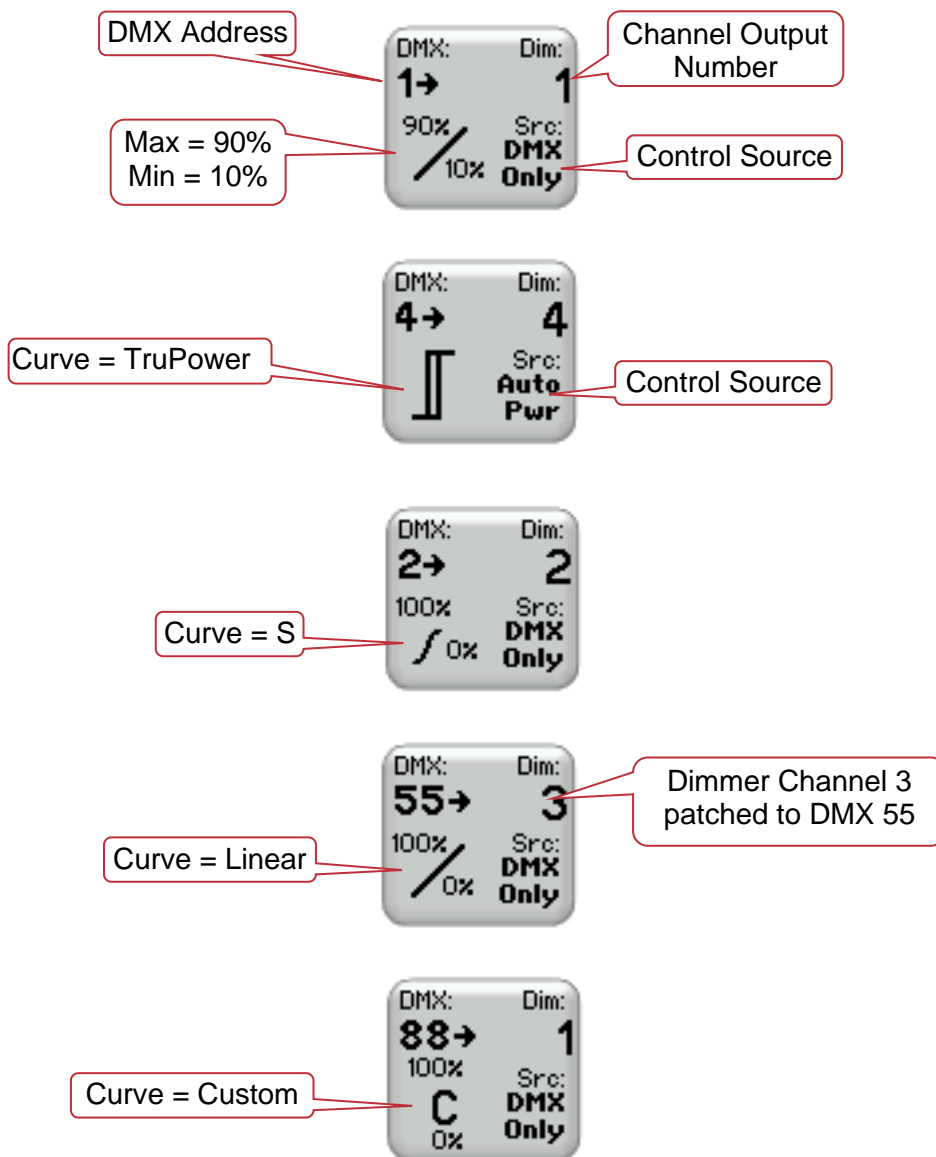 DMX Address
DMX: Dim:
1→ 1
90% Src:
10% DMX
Only
Channel Output
Number
Max = 90%
Min = 10%
Control Source
DMX: Dim:
4→ 4
Src:
Auto
Pwr
Curve = TruPower
Control Source
DMX: Dim:
2→ 2
100% Src:
DMX
0% Only
Curve = S
DMX: Dim:
55→ 3
100% Src:
DMX
0% Only
Dimmer Channel 3
patched to DMX 55
Curve = Linear
DMX: Dim:
88→ 1
100% Src:
C DMX
0% Only
Curve = Custom